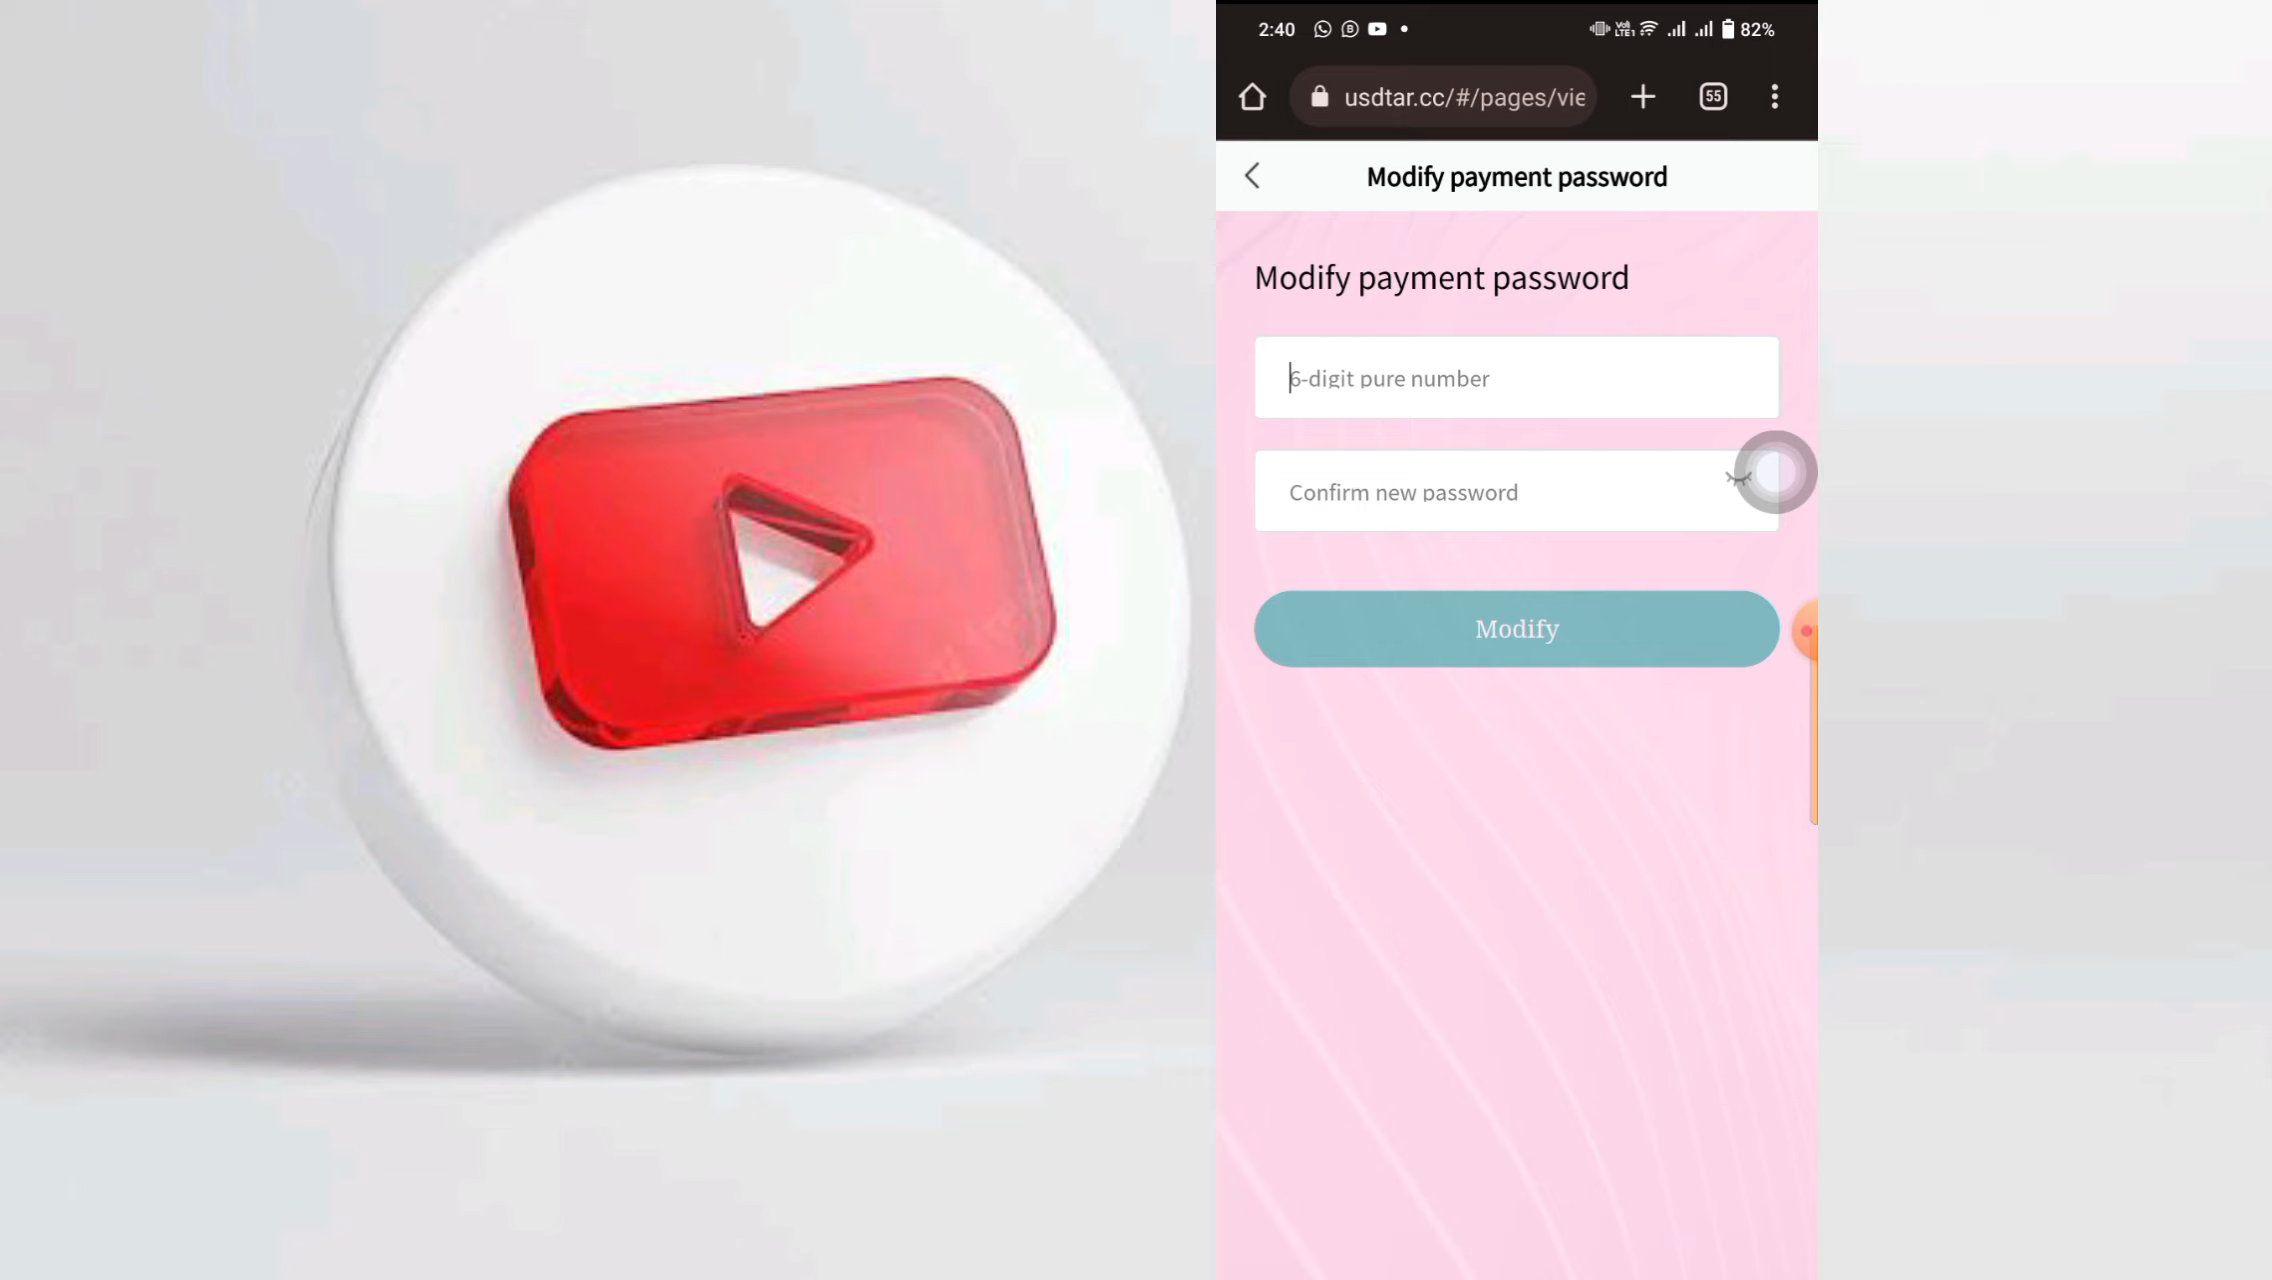 2:40
82%
usdtar.cc/#/pages/vie
55
Modify payment password
Modify payment password
6-digit pure number
Confirm new password
Modify